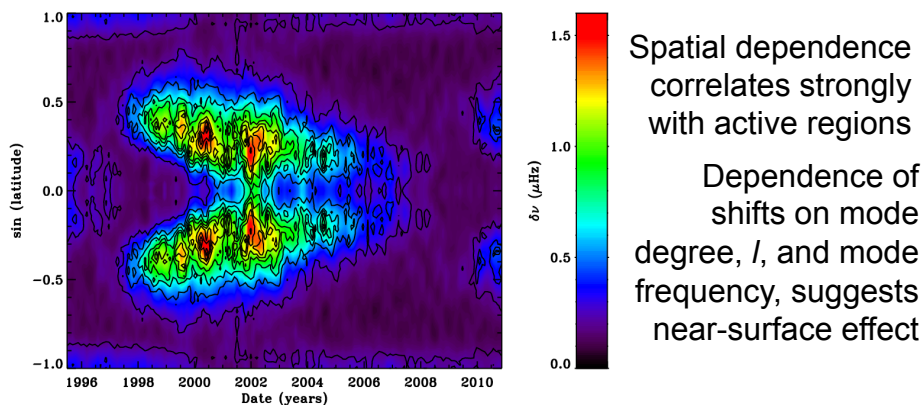 1.0
0.5
0.0
-0.5
-1.0
sin (latitude)
1996 1998 2000 2002 2004 2006 2008 2010
Date (years)
1.5
1.0
0.5
0.0
δν (μHz)
Spatial dependence
correlates strongly
with active regions
Dependence of
shifts on mode
degree, l, and mode
frequency, suggests
near-surface effect